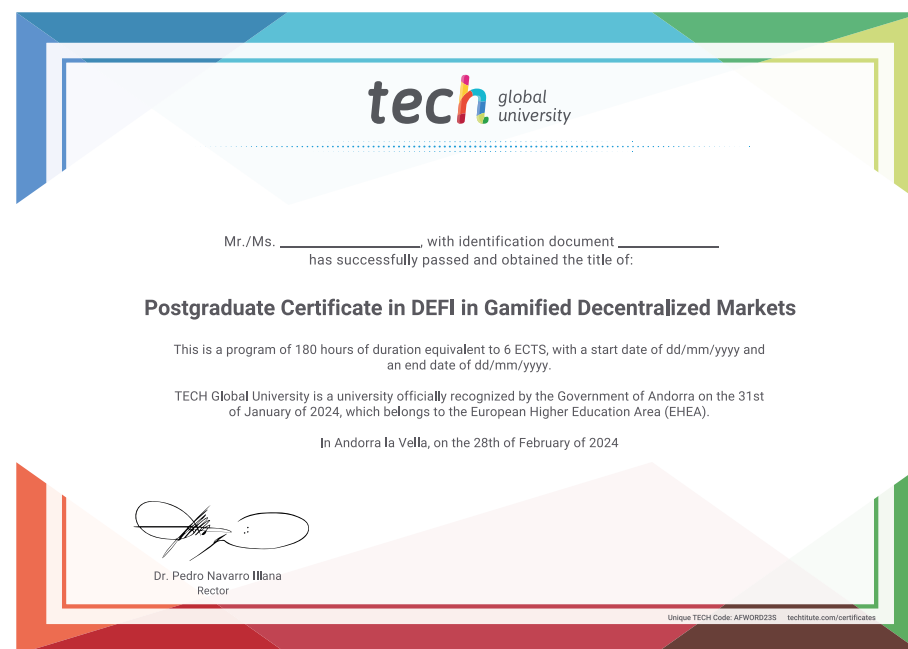 tech global
university
Mr./Ms. ____________________, with identification document ______________
has successfully passed and obtained the title of:
Postgraduate Certificate in DEFI in Gamified Decentralized Markets
This is a program of 180 hours of duration equivalent to 6 ECTS, with a start date of dd/mm/yyyy and
an end date of dd/mm/yyyy.
TECH Global University is a university officially recognized by the Government of Andorra on the 31st
of January of 2024, which belongs to the European Higher Education Area (EHEA).
In Andorra la Vella, on the 28th of February of 2024
Dr. Pedro Navarro Illana
Rector
Unique TECH Code: AFWORD23S techtitute.com/certificates